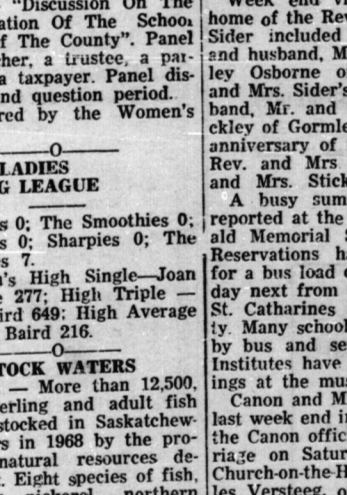 "Discussion On The
ation Of The School
f The County". Panel
cher, a trustee, a par-
a taxpayer. Panel dis-
nd question period.
red by the Women's
—O—
LADIES
G LEAGUE
s 0; The Smoothies 0;
s 0; Sharpies 0; The
s 7.
n's High Single—Joan
e 277; High Triple —
ird 649; High Average
Baird 216.
—O—
TOCK WATERS
— More than 12,500,
erling and adult fish
stocked in Saskatchew-
rs in 1968 by the pro-
natural resources de-
. Eight species of fish,
pickerel, northern
Week end vi
home of the Rev
Sider included
and husband, M
ley Osborne o
and Mrs. Sider's
band, Mr. and
ckley of Gormle
anniversary of
Rev. and Mrs
and Mrs. Stick
A busy sum
reported at the
ald Memorial S
Reservations ha
for a bus load o
day next from
St. Catharines
ty. Many school
by bus and se
Institutes have
ings at the mus
Canon and M
last week end in
the Canon offic
riage on Satur
Church-on-the-H
les Versteeg, o